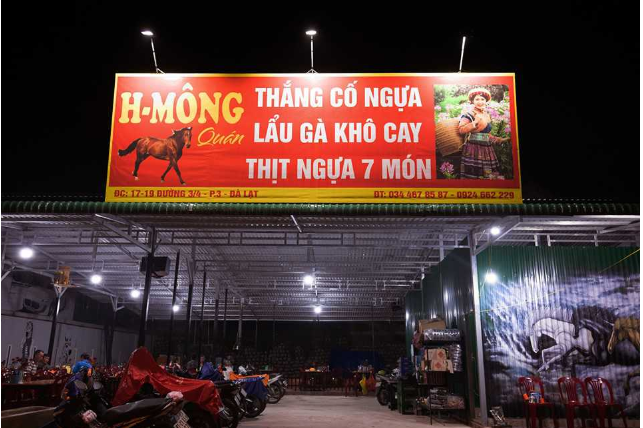 H-MÔNG
Quán
THẮNG CỐ NGỰA
LẨU GÀ KHÔ CAY
THỊT NGỰA 7 MÓN
ĐC: 17-19 ĐƯỜNG 3/4 - P.3 - ĐÀ LẠT
ĐT: 034 467 85 87 - 0924 662 229